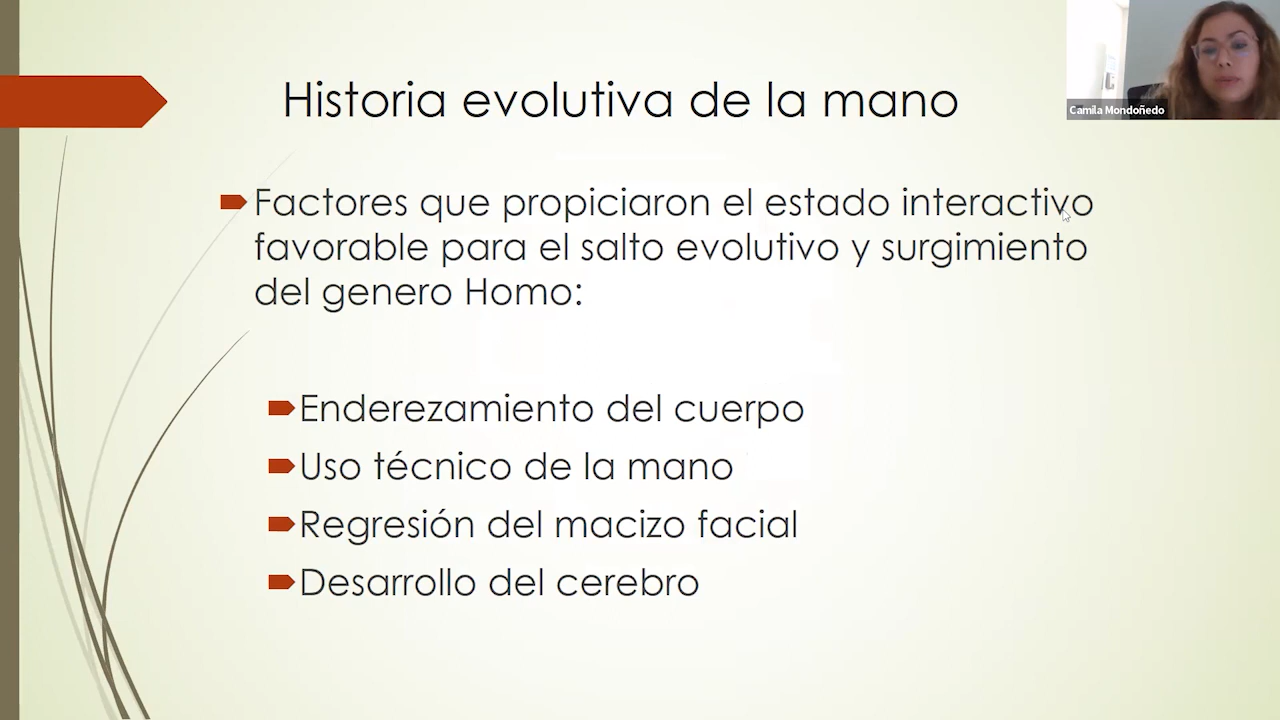 Historia evolutiva de la mano
Camila Mondoñedo
Factores que propiciaron el estado interactivo
favorable para el salto evolutivo y surgimiento
del genero Homo:
Enderezamiento del cuerpo
Uso técnico de la mano
Regresión del macizo facial
Desarrollo del cerebro